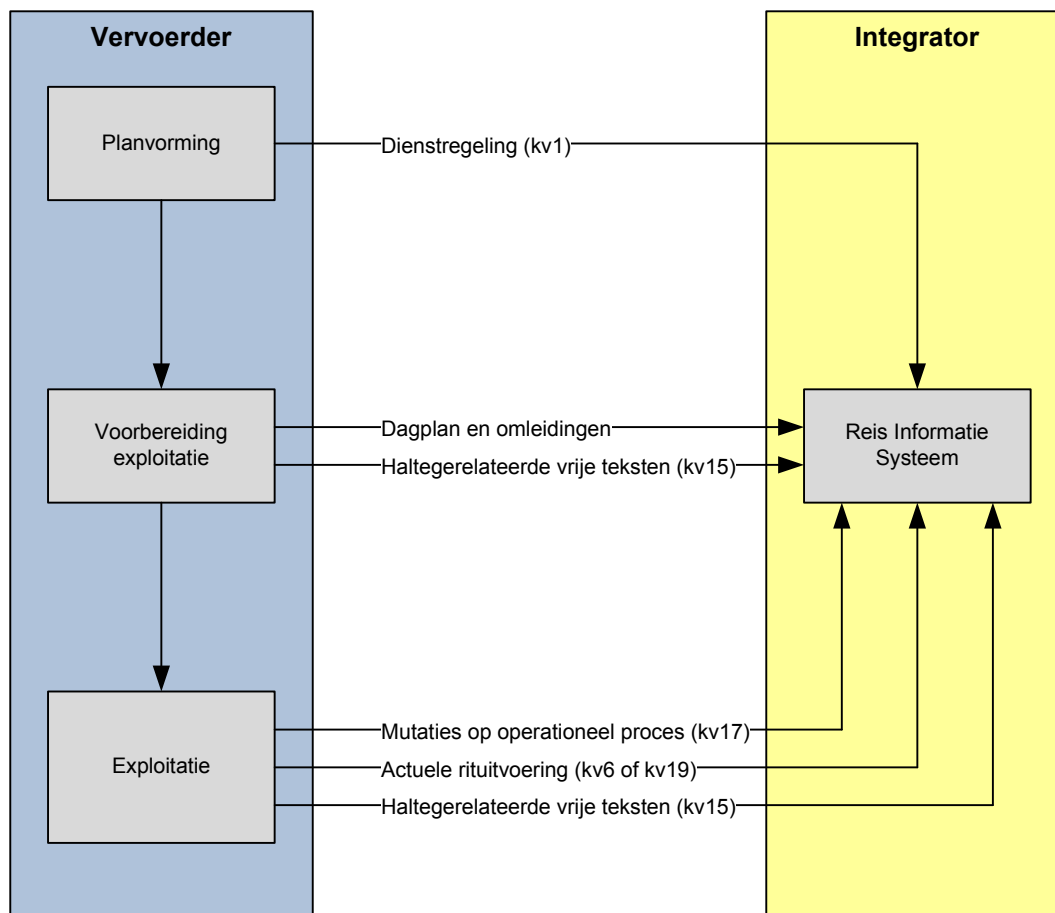 Vervoerder
Integrator
Planvorming
Dienstregeling (kv1)
Voorbereiding
exploitatie
Dagplan en omleidingen
Haltegerelateerde vrije teksten (kv15)
Reis Informatie
Systeem
Exploitatie
Mutaties op operationeel proces (kv17)
Actuele rituitvoering (kv6 of kv19)
Haltegerelateerde vrije teksten (kv15)